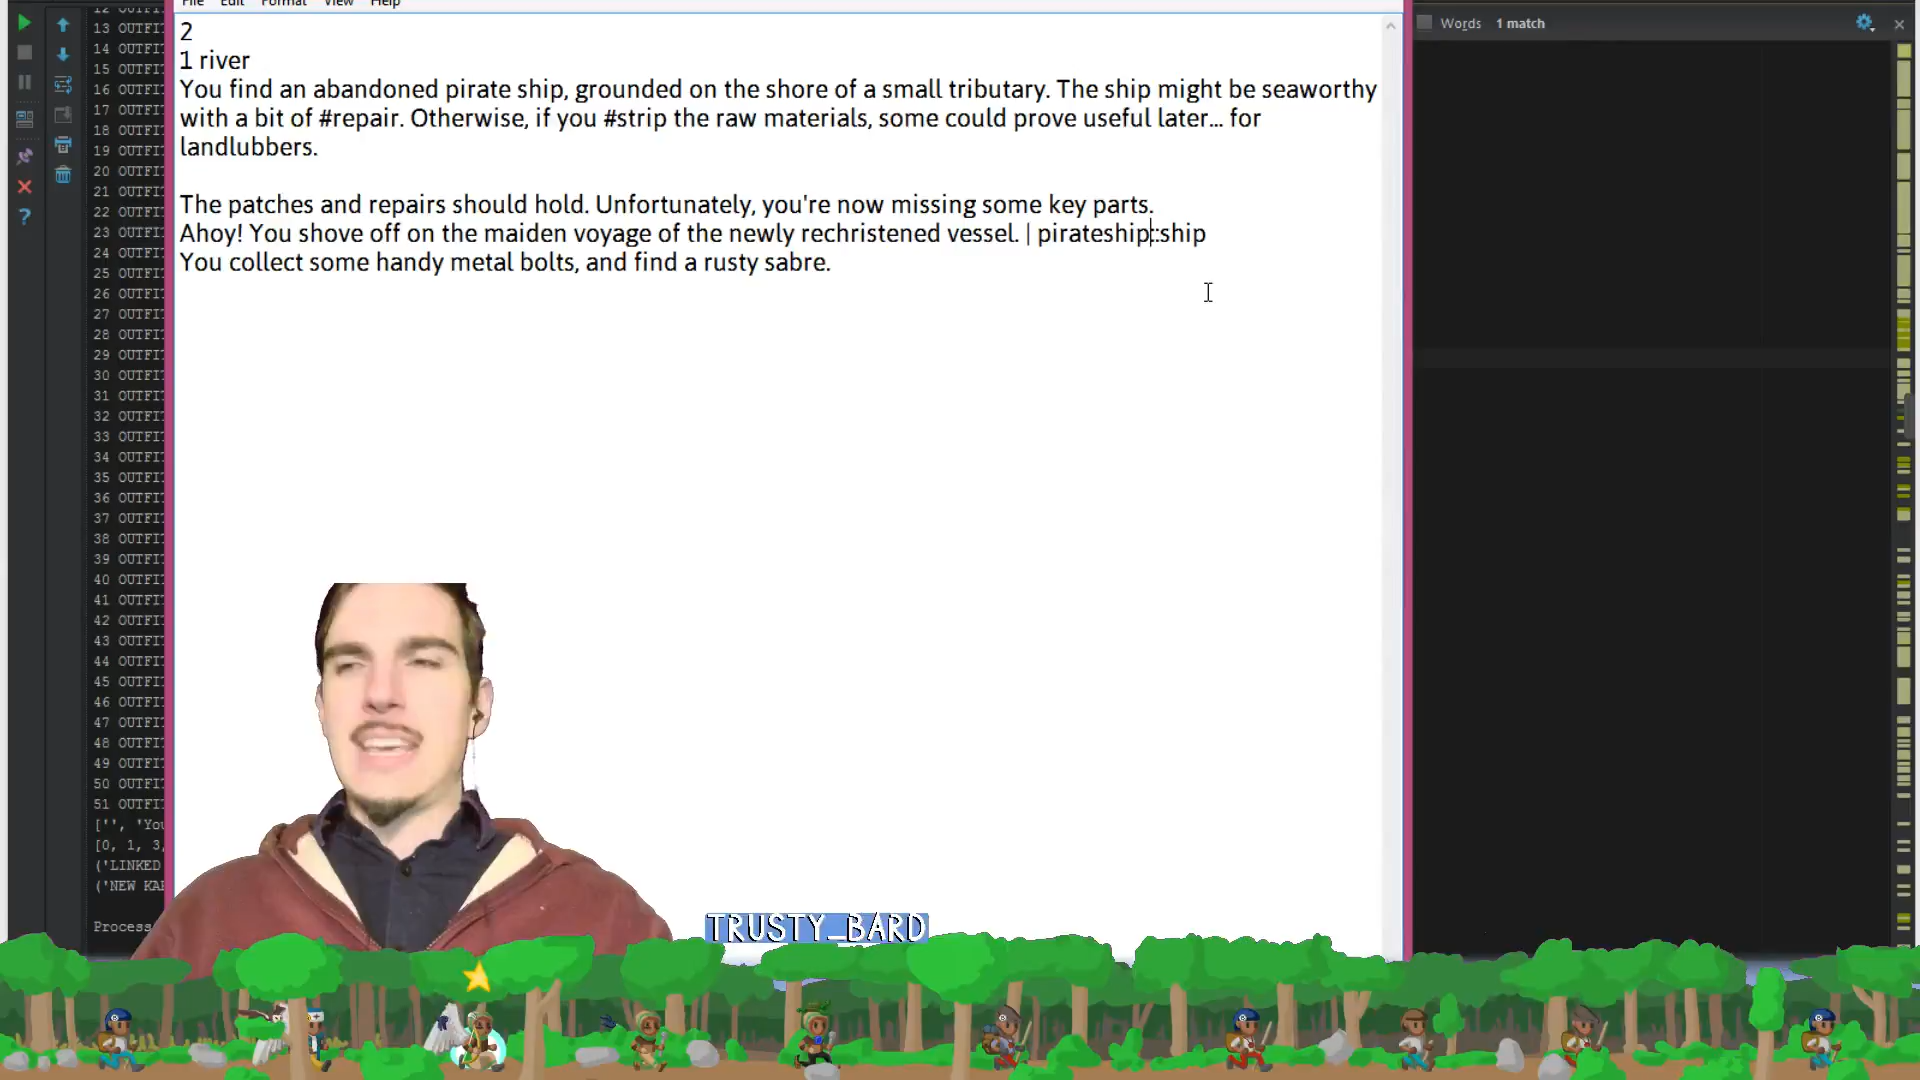 File Edit Format View Help
Words 1 match
2
1 river
You find an abandoned pirate ship, grounded on the shore of a small tributary. The ship might be seaworthy
with a bit of #repair. Otherwise, if you #strip the raw materials, some could prove useful later... for
landlubbers.
The patches and repairs should hold. Unfortunately, you're now missing some key parts.
Ahoy! You shove off on the maiden voyage of the newly rechristened vessel. | pirateship::ship
You collect some handy metal bolts, and find a rusty sabre.
13 OUTFI
14 OUTFI
15 OUTFI
16 OUTFI
17 OUTFI
18 OUTFI
19 OUTFI
20 OUTFI
21 OUTFI
22 OUTFI
23 OUTFI
24 OUTFI
25 OUTFI
26 OUTFI
27 OUTFI
28 OUTFI
29 OUTFI
30 OUTFI
31 OUTFI
32 OUTFI
33 OUTFI
34 OUTFI
35 OUTFI
36 OUTFI
37 OUTFI
38 OUTFI
39 OUTFI
40 OUTFI
41 OUTFI
42 OUTFI
43 OUTFI
44 OUTFI
45 OUTFI
46 OUTFI
47 OUTFI
48 OUTFI
49 OUTFI
50 OUTFI
51 OUTFI
['', 'You
[0, 1, 3,
('LINKED
('NEW KAR
Process
TRUSTY_BARD